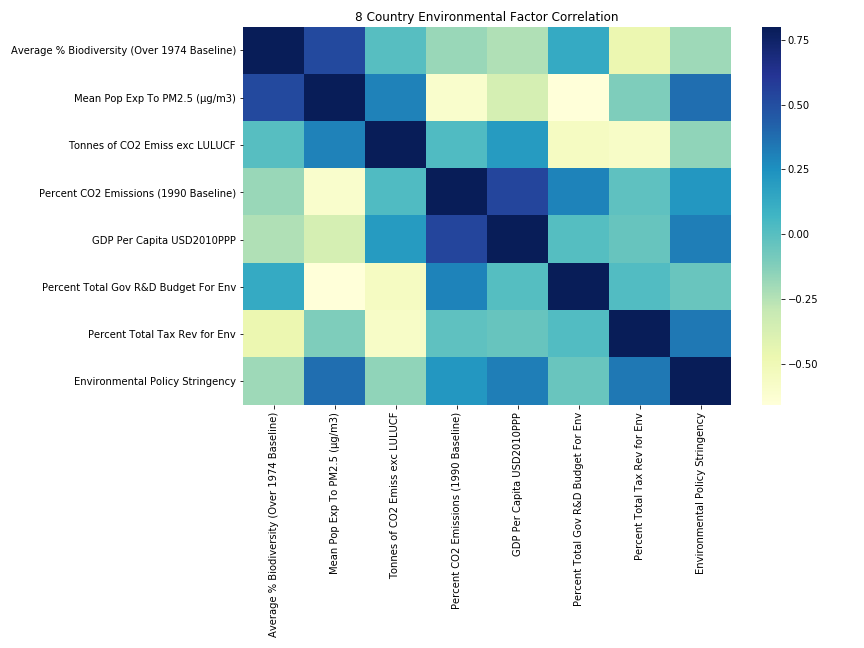 8 Country Environmental Factor Correlation
Average % Biodiversity (Over 1974 Baseline)
Mean Pop Exp To PM2.5 (µg/m3)
Tonnes of CO2 Emiss exc LULUCF
Percent CO2 Emissions (1990 Baseline)
GDP Per Capita USD2010PPP
Percent Total Gov R&D Budget For Env
Percent Total Tax Rev for Env
Environmental Policy Stringency
Average % Biodiversity (Over 1974 Baseline)
Mean Pop Exp To PM2.5 (µg/m3)
Tonnes of CO2 Emiss exc LULUCF
Percent CO2 Emissions (1990 Baseline)
GDP Per Capita USD2010PPP
Percent Total Gov R&D Budget For Env
Percent Total Tax Rev for Env
Environmental Policy Stringency
0.75
0.50
0.25
0.00
−0.25
−0.50